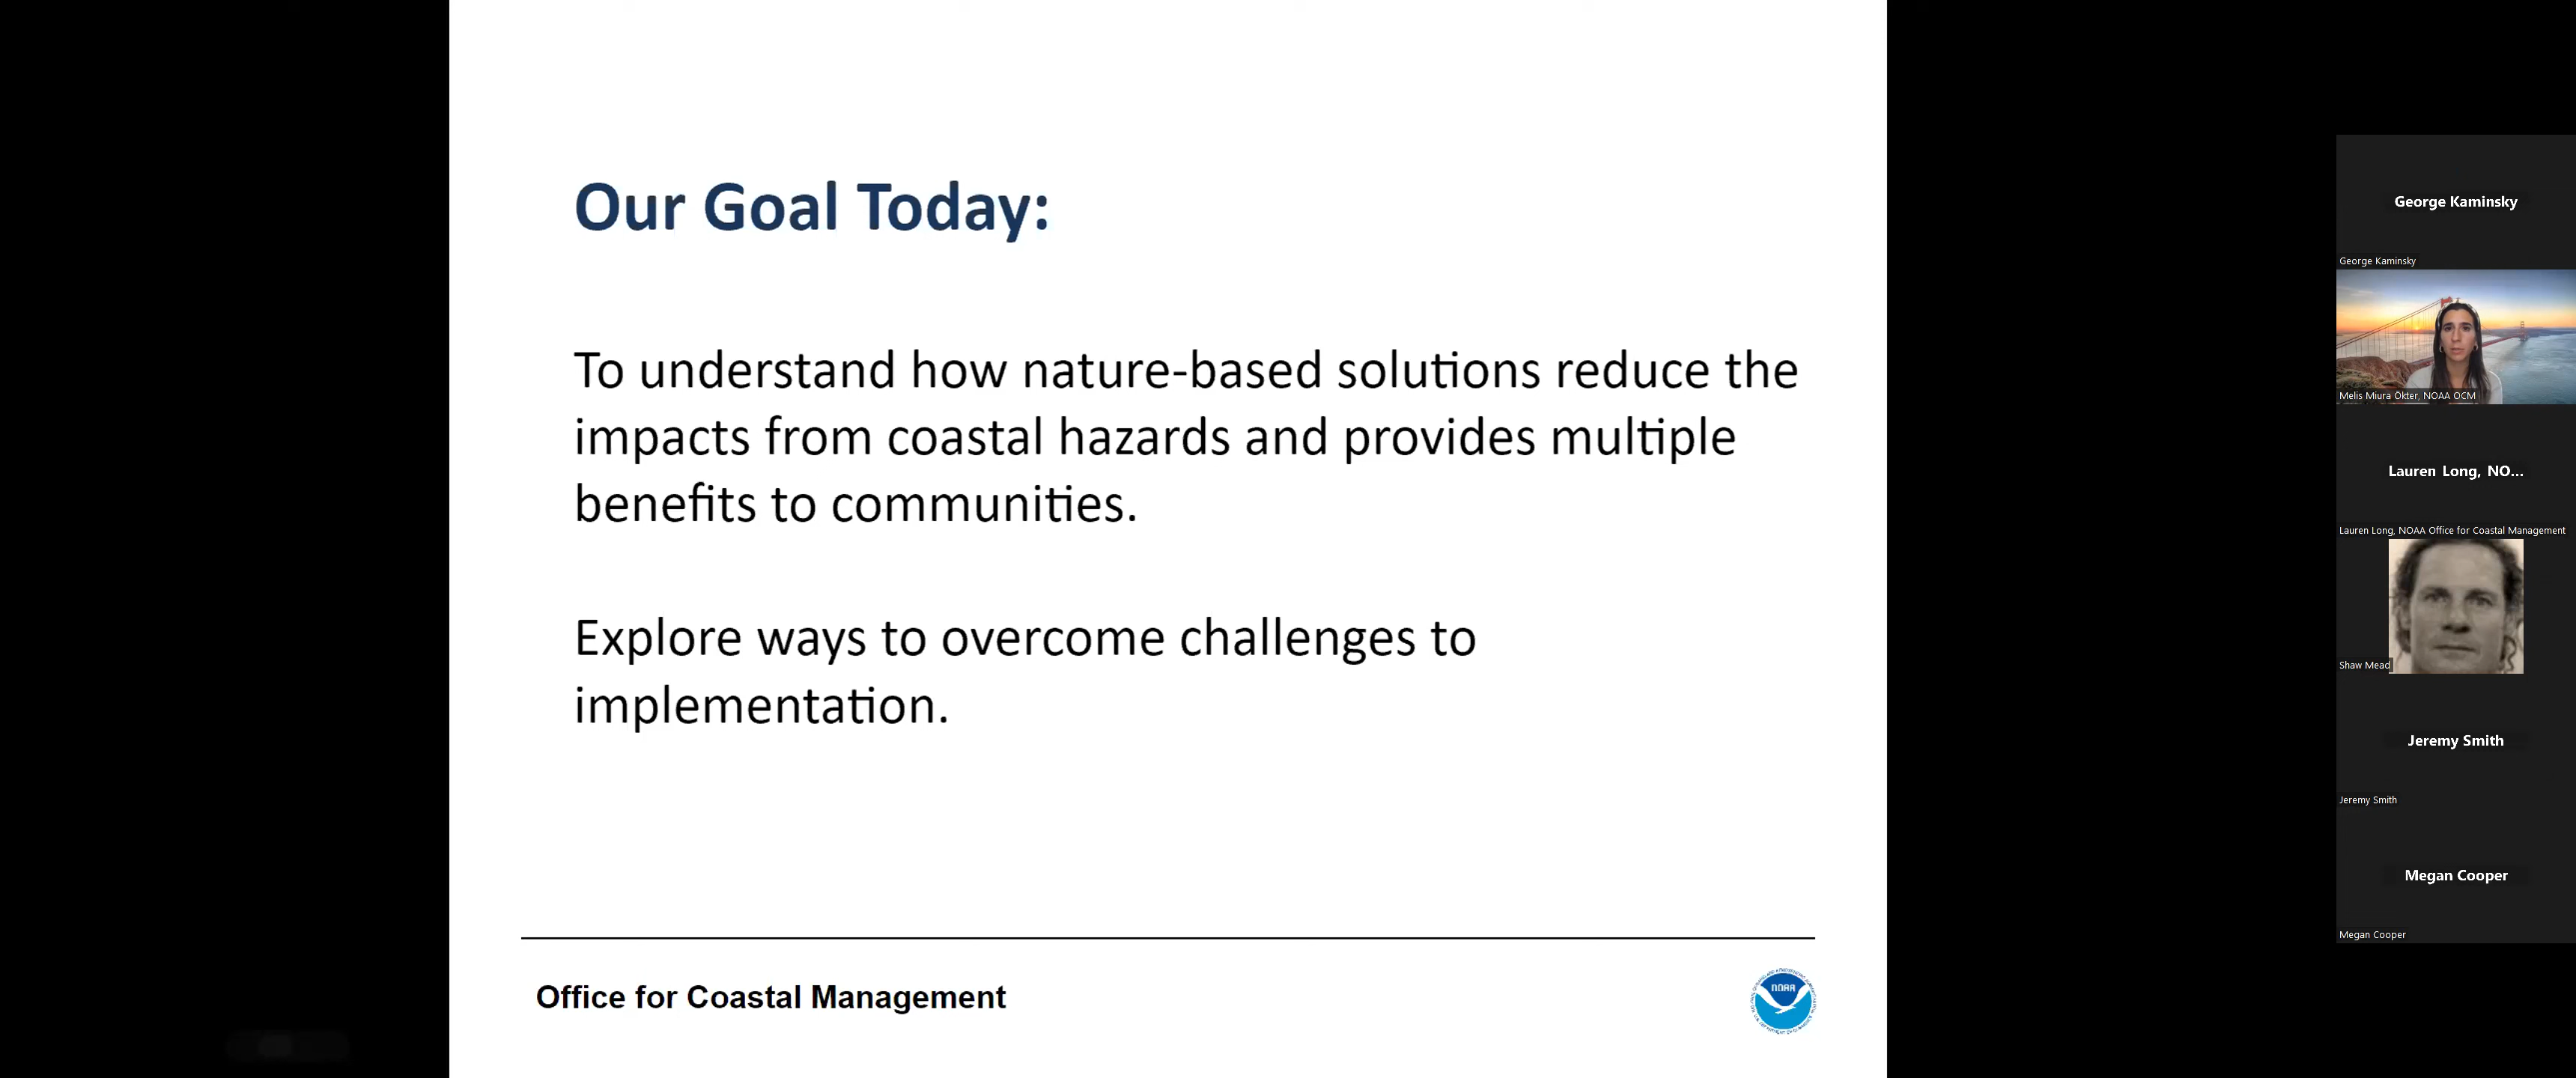 Our Goal Today:
To understand how nature-based solutions reduce the
impacts from coastal hazards and provides multiple
benefits to communities.
Explore ways to overcome challenges to
implementation.
Office for Coastal Management
NOAA
George Kaminsky
George Kaminsky
Melis Miura Ökter, NOAA OCM
Lauren Long, NO...
Lauren Long, NOAA Office for Coastal Management
Shaw Mead
Jeremy Smith
Jeremy Smith
Megan Cooper
Megan Cooper